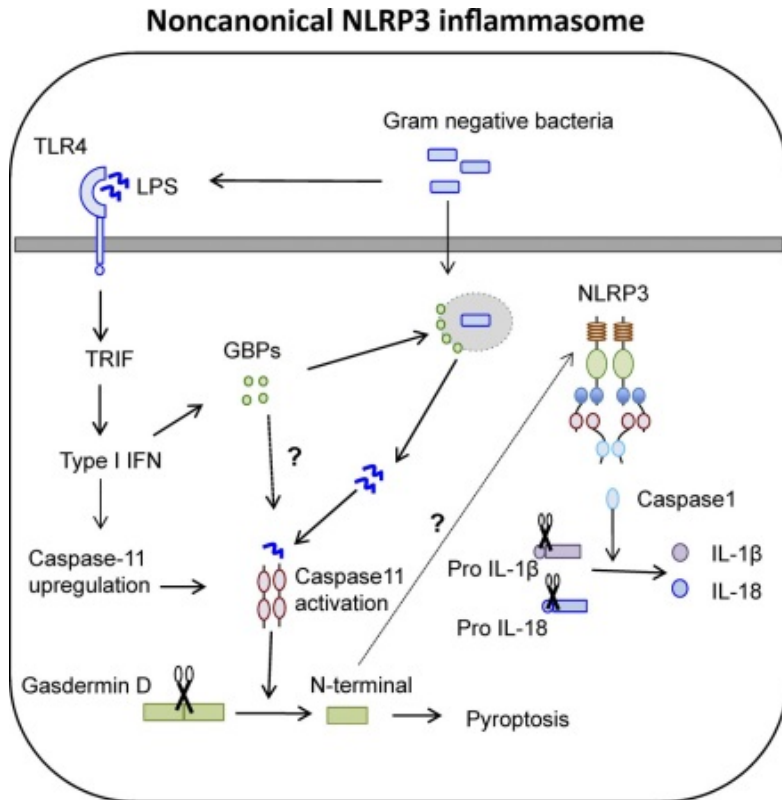 Noncanonical NLRP3 inflammasome
Gram negative bacteria
TLR4
LPS
NLRP3
TRIF
GBPs
Type I IFN
?
?
Caspase1
Caspase-11
upregulation
Caspase11
activation
Pro IL-1β
IL-1β
IL-18
Pro IL-18
Gasdermin D
N-terminal
Pyroptosis